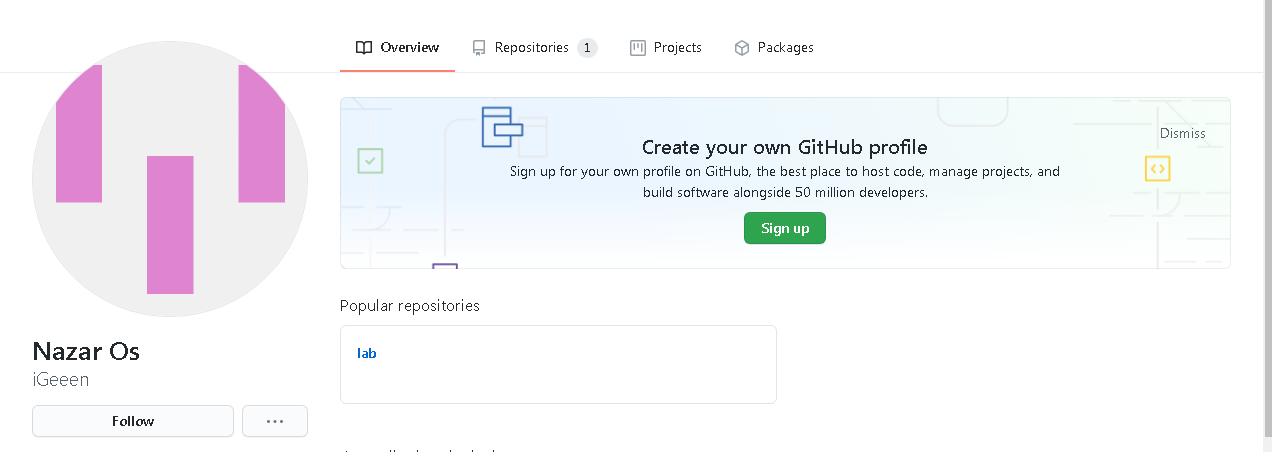 Overview
Repositories 1
Projects
Packages
Dismiss
Create your own GitHub profile
Sign up for your own profile on GitHub, the best place to host code, manage projects, and
build software alongside 50 million developers.
Sign up
Popular repositories
lab
Nazar Os
iGeeen
Follow